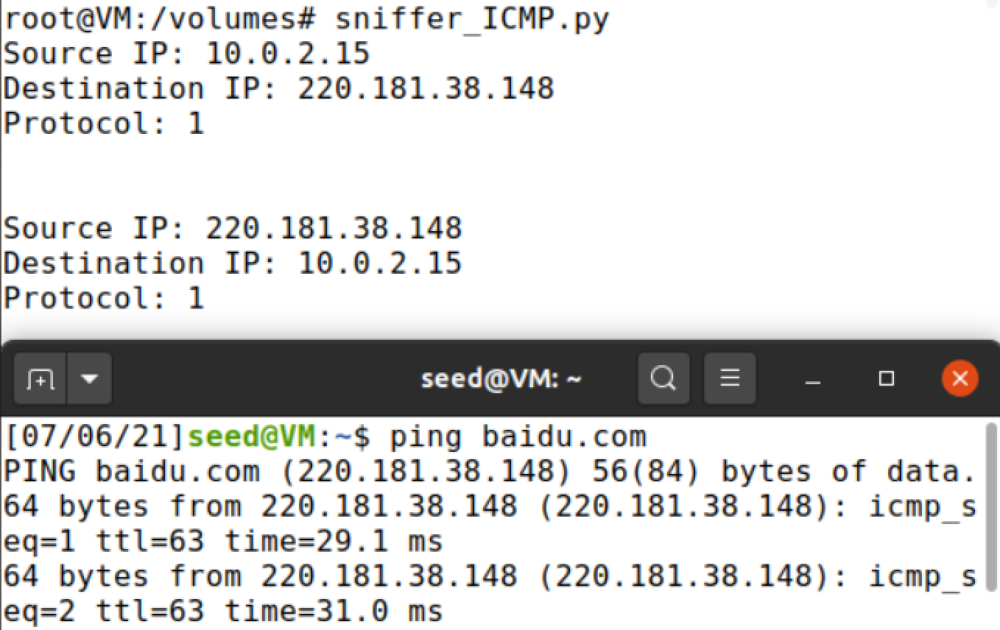 root@VM:/volumes# sniffer_ICMP.py
Source IP: 10.0.2.15
Destination IP: 220.181.38.148
Protocol: 1
Source IP: 220.181.38.148
Destination IP: 10.0.2.15
Protocol: 1
seed@VM: ~
[07/06/21]seed@VM:~$ ping baidu.com
PING baidu.com (220.181.38.148) 56(84) bytes of data.
64 bytes from 220.181.38.148 (220.181.38.148): icmp_s
eq=1 ttl=63 time=29.1 ms
64 bytes from 220.181.38.148 (220.181.38.148): icmp_s
eq=2 ttl=63 time=31.0 ms